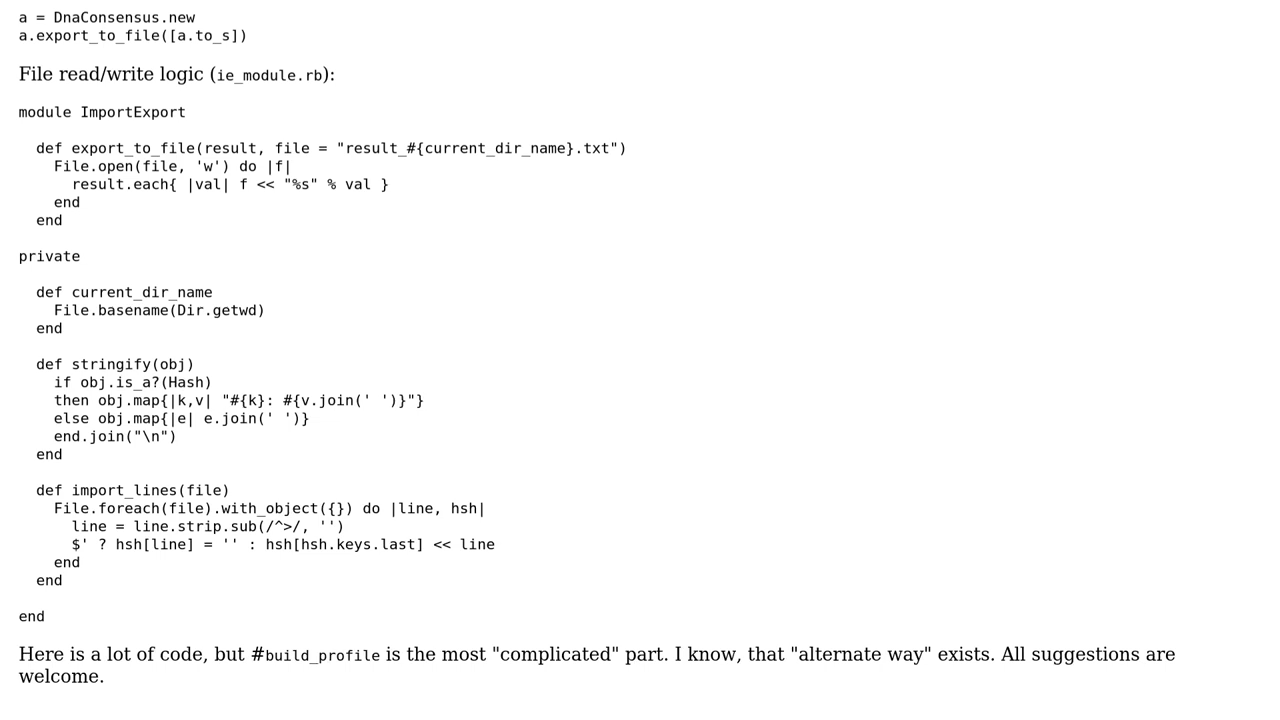 a = DnaConsensus.new
a.export_to_file([a.to_s])
File read/write logic (ie_module.rb):
module ImportExport
  def export_to_file(result, file = "result_#{current_dir_name}.txt")
    File.open(file, 'w') do |f|
      result.each{ |val| f << "%s" % val }
    end
  end
private
  def current_dir_name
    File.basename(Dir.getwd)
  end
  def stringify(obj)
    if obj.is_a?(Hash)
    then obj.map{|k,v| "#{k}: #{v.join(' ')}"}
    else obj.map{|e| e.join(' ')}
    end.join("\n")
  end
  def import_lines(file)
    File.foreach(file).with_object({}) do |line, hsh|
      line = line.strip.sub(/^>/, '')
      $' ? hsh[line] = '' : hsh[hsh.keys.last] << line
    end
  end
end
Here is a lot of code, but #build_profile is the most "complicated" part. I know, that "alternate way" exists. All suggestions are
welcome.